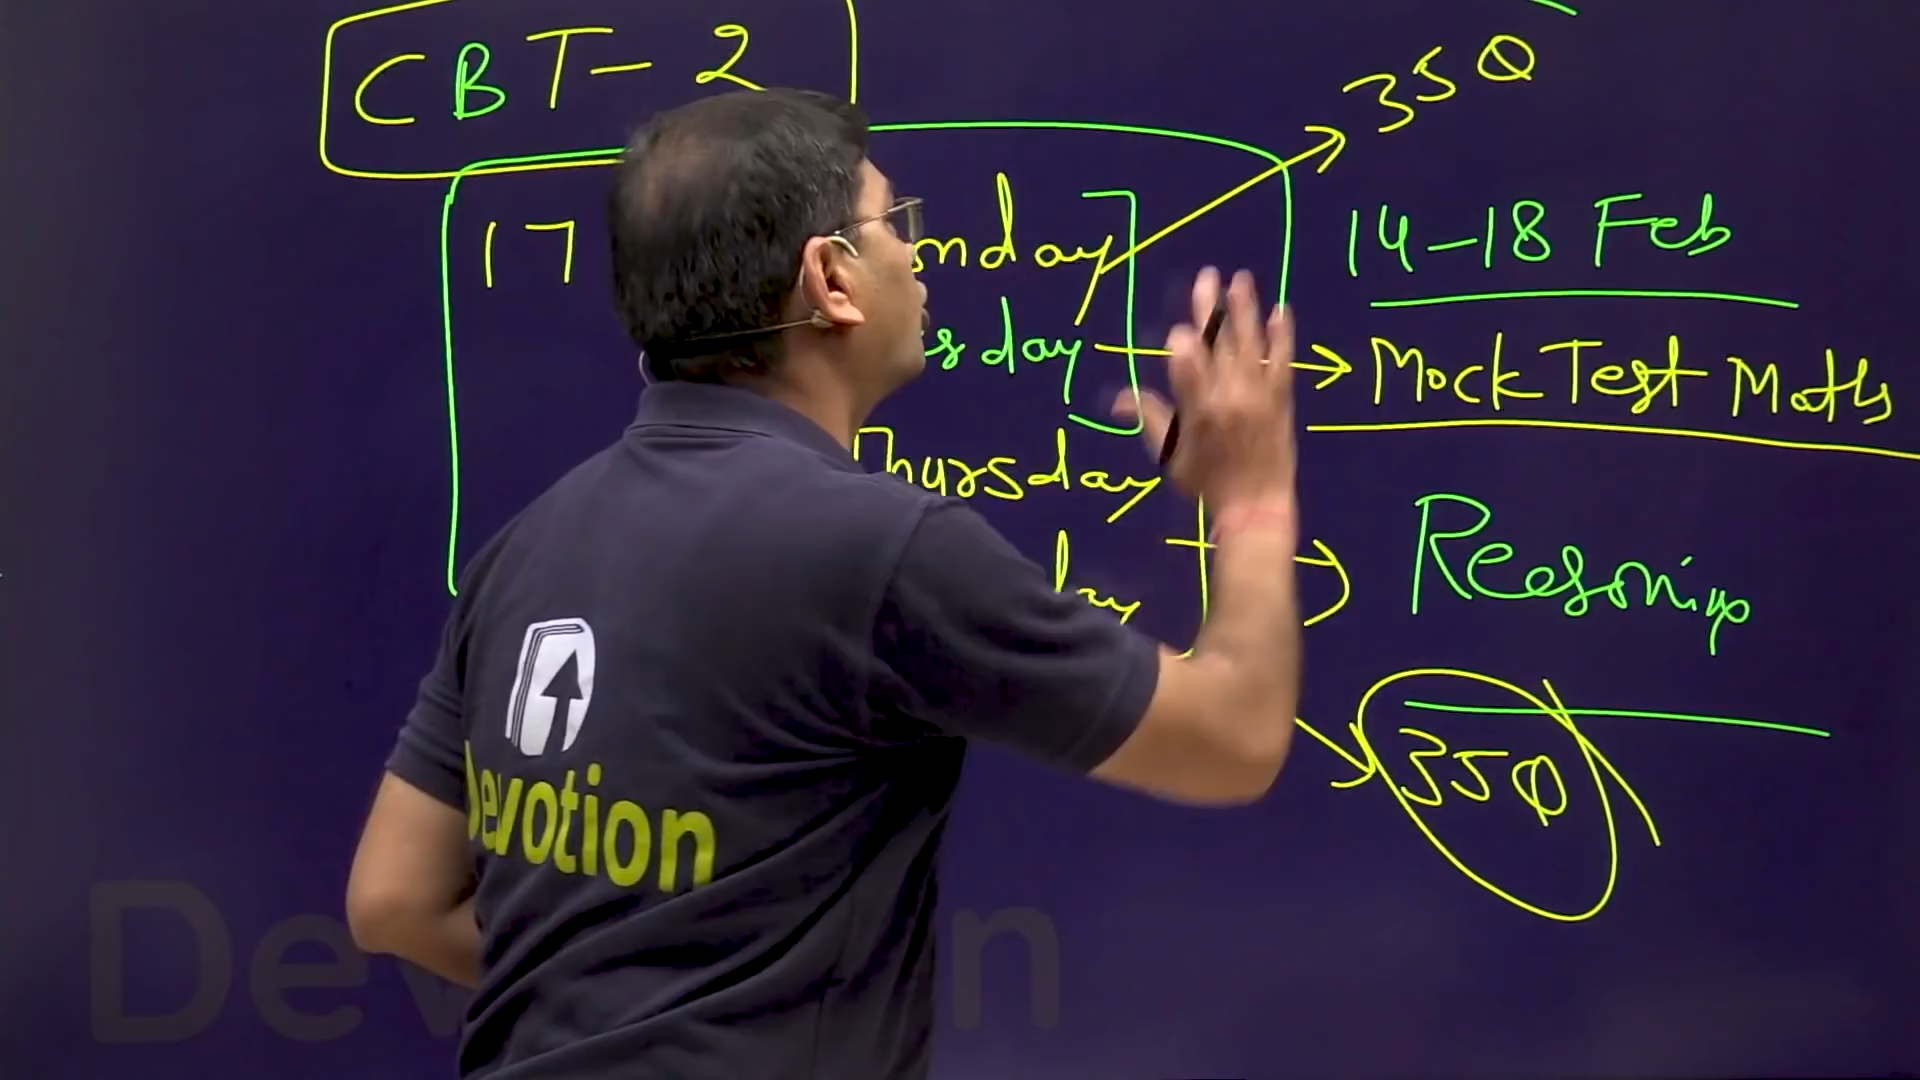 CBT-2
35Q
17
14-18 Feb
Mock Test Maths
Thursday
Reasoning
35Q
Devotion